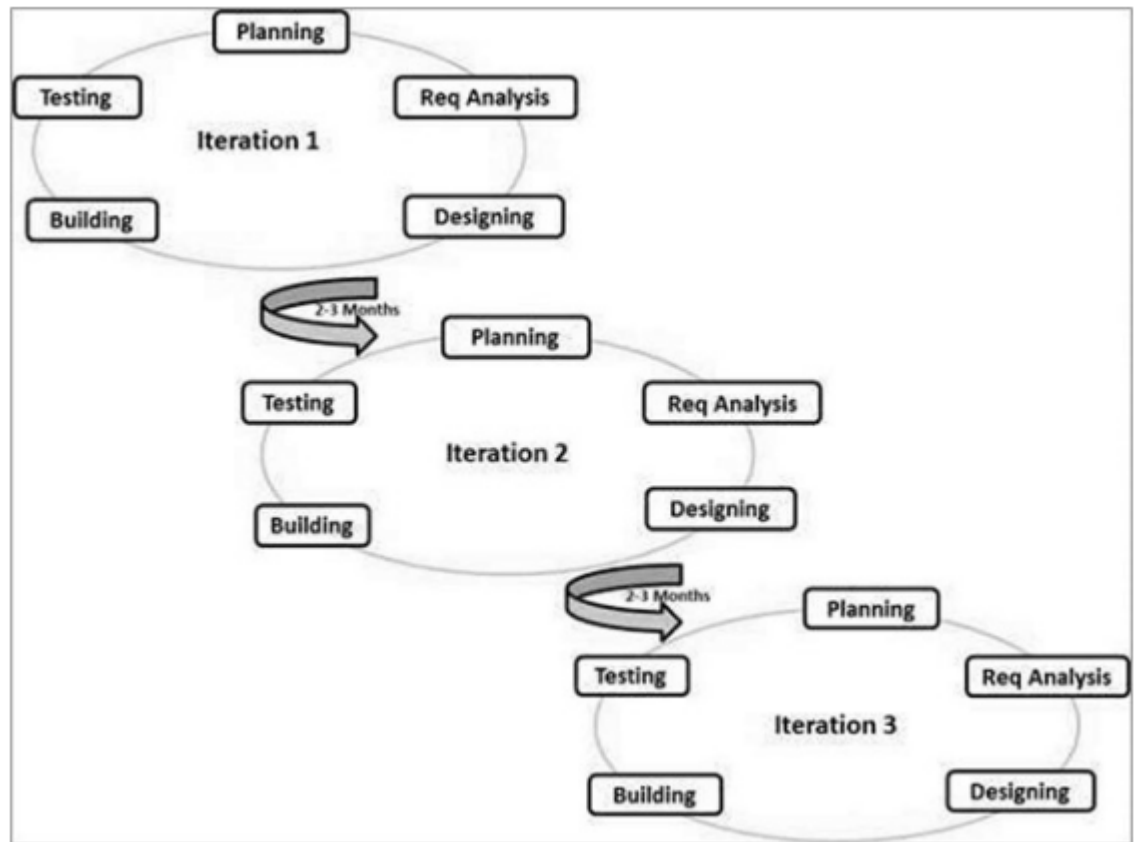 Planning
Testing
Req Analysis
Iteration 1
Building
Designing
2-3 Months
Planning
Testing
Req Analysis
Iteration 2
Building
Designing
2-3 Months
Planning
Testing
Req Analysis
Iteration 3
Building
Designing